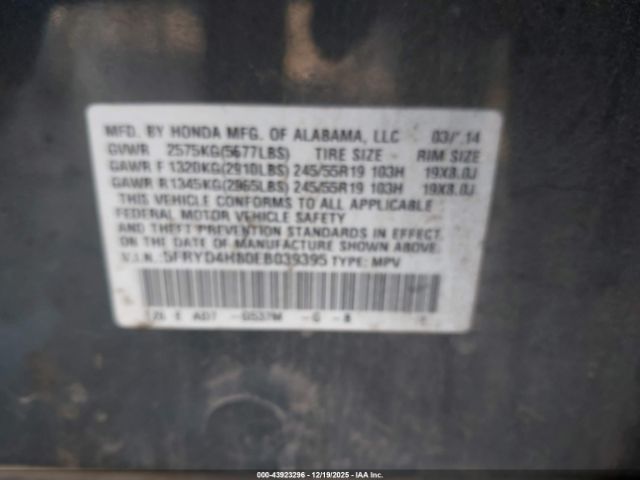 MFD. BY HONDA MFG. OF ALABAMA, LLC 03/14
GVWR 2575KG(5677LBS) TIRE SIZE RIM SIZE
GAWR F 1320KG(2910LBS) 245/55R19 103H 19X8.0J
GAWR R 1345KG(2965LBS) 245/55R19 103H 19X8.0J
THIS VEHICLE CONFORMS TO ALL APPLICABLE
FEDERAL MOTOR VEHICLE SAFETY
AND THEFT PREVENTION STANDARDS IN EFFECT
ON THE DATE OF MANUFACTURE SHOWN ABOVE.
V.I.N.: 5FRYD4H80EB039395 TYPE: MPV
000-43923296 - 12/19/2025 - IAA Inc.